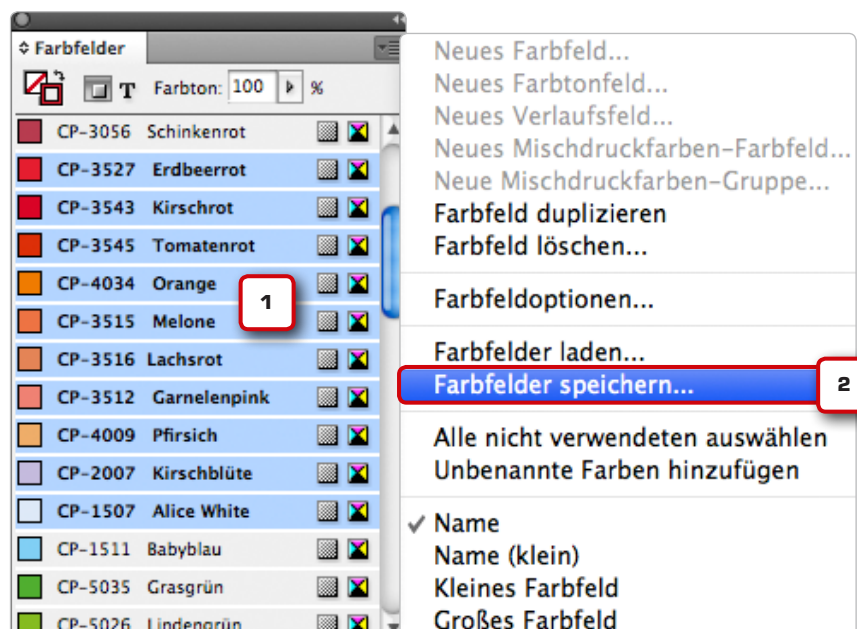 Farbfelder
Farbton: 100 %
T
CP-3056 Schinkenrot
CP-3527 Erdbeerrot
CP-3543 Kirschrot
CP-3545 Tomatenrot
CP-4034 Orange
1
CP-3515 Melone
CP-3516 Lachsrot
CP-3512 Garnelenpink
CP-4009 Pfirsich
CP-2007 Kirschblüte
CP-1507 Alice White
CP-1511 Babyblau
CP-5035 Grasgrün
CP-5026 Lindengrün
Neues Farbfeld...
Neues Farbtonfeld...
Neues Verlaufsfeld...
Neues Mischdruckfarben-Farbfeld...
Neue Mischdruckfarben-Gruppe...
Farbfeld duplizieren
Farbfeld löschen...
Farbfeldoptionen...
Farbfelder laden...
Farbfelder speichern...
2
Alle nicht verwendeten auswählen
Unbenannte Farben hinzufügen
✓ Name
Name (klein)
Kleines Farbfeld
Großes Farbfeld